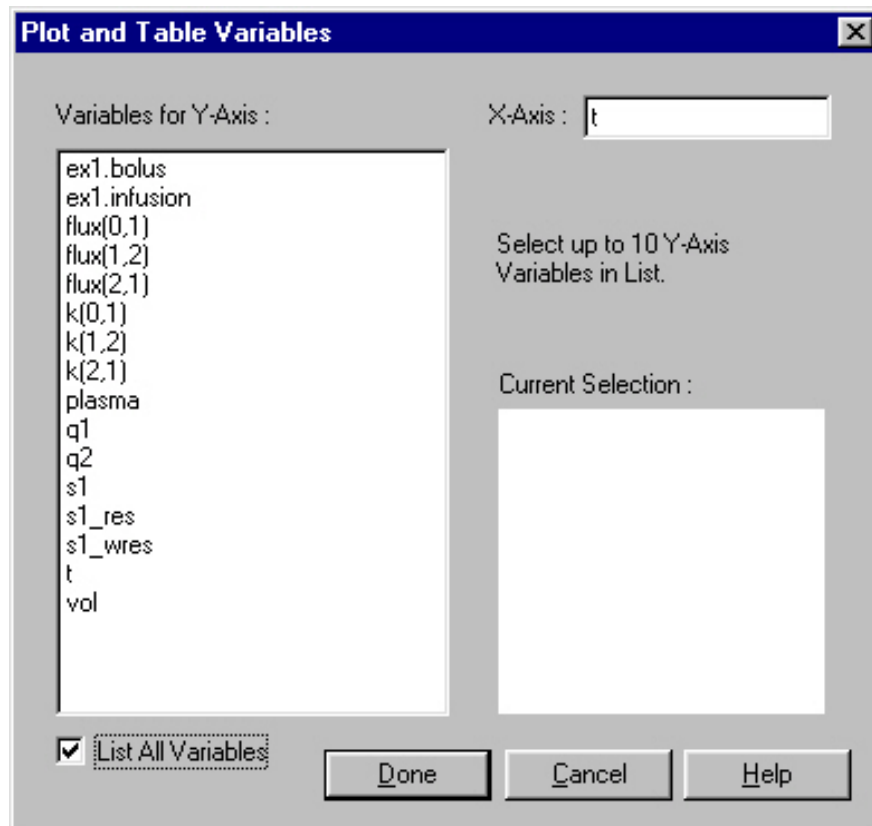 Plot and Table Variables
Variables for Y-Axis :
X-Axis : t
ex1.bolus
ex1.infusion
flux(0,1)
flux(1,2)
flux(2,1)
k(0,1)
k(1,2)
k(2,1)
plasma
q1
q2
s1
s1_res
s1_wres
t
vol
Select up to 10 Y-Axis
Variables in List.
Current Selection :
List All Variables
Done
Cancel
Help